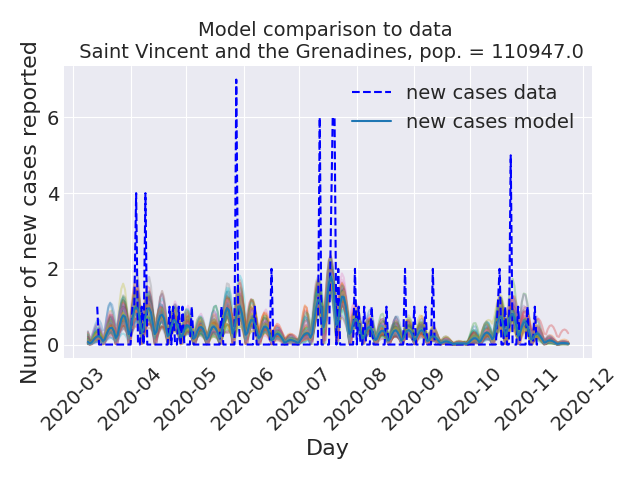 Model comparison to data
Saint Vincent and the Grenadines, pop. = 110947.0
Number of new cases reported
6
4
2
0
new cases data
new cases model
2020-03
2020-04
2020-05
2020-06
2020-07
2020-08
2020-09
2020-10
2020-11
2020-12
Day